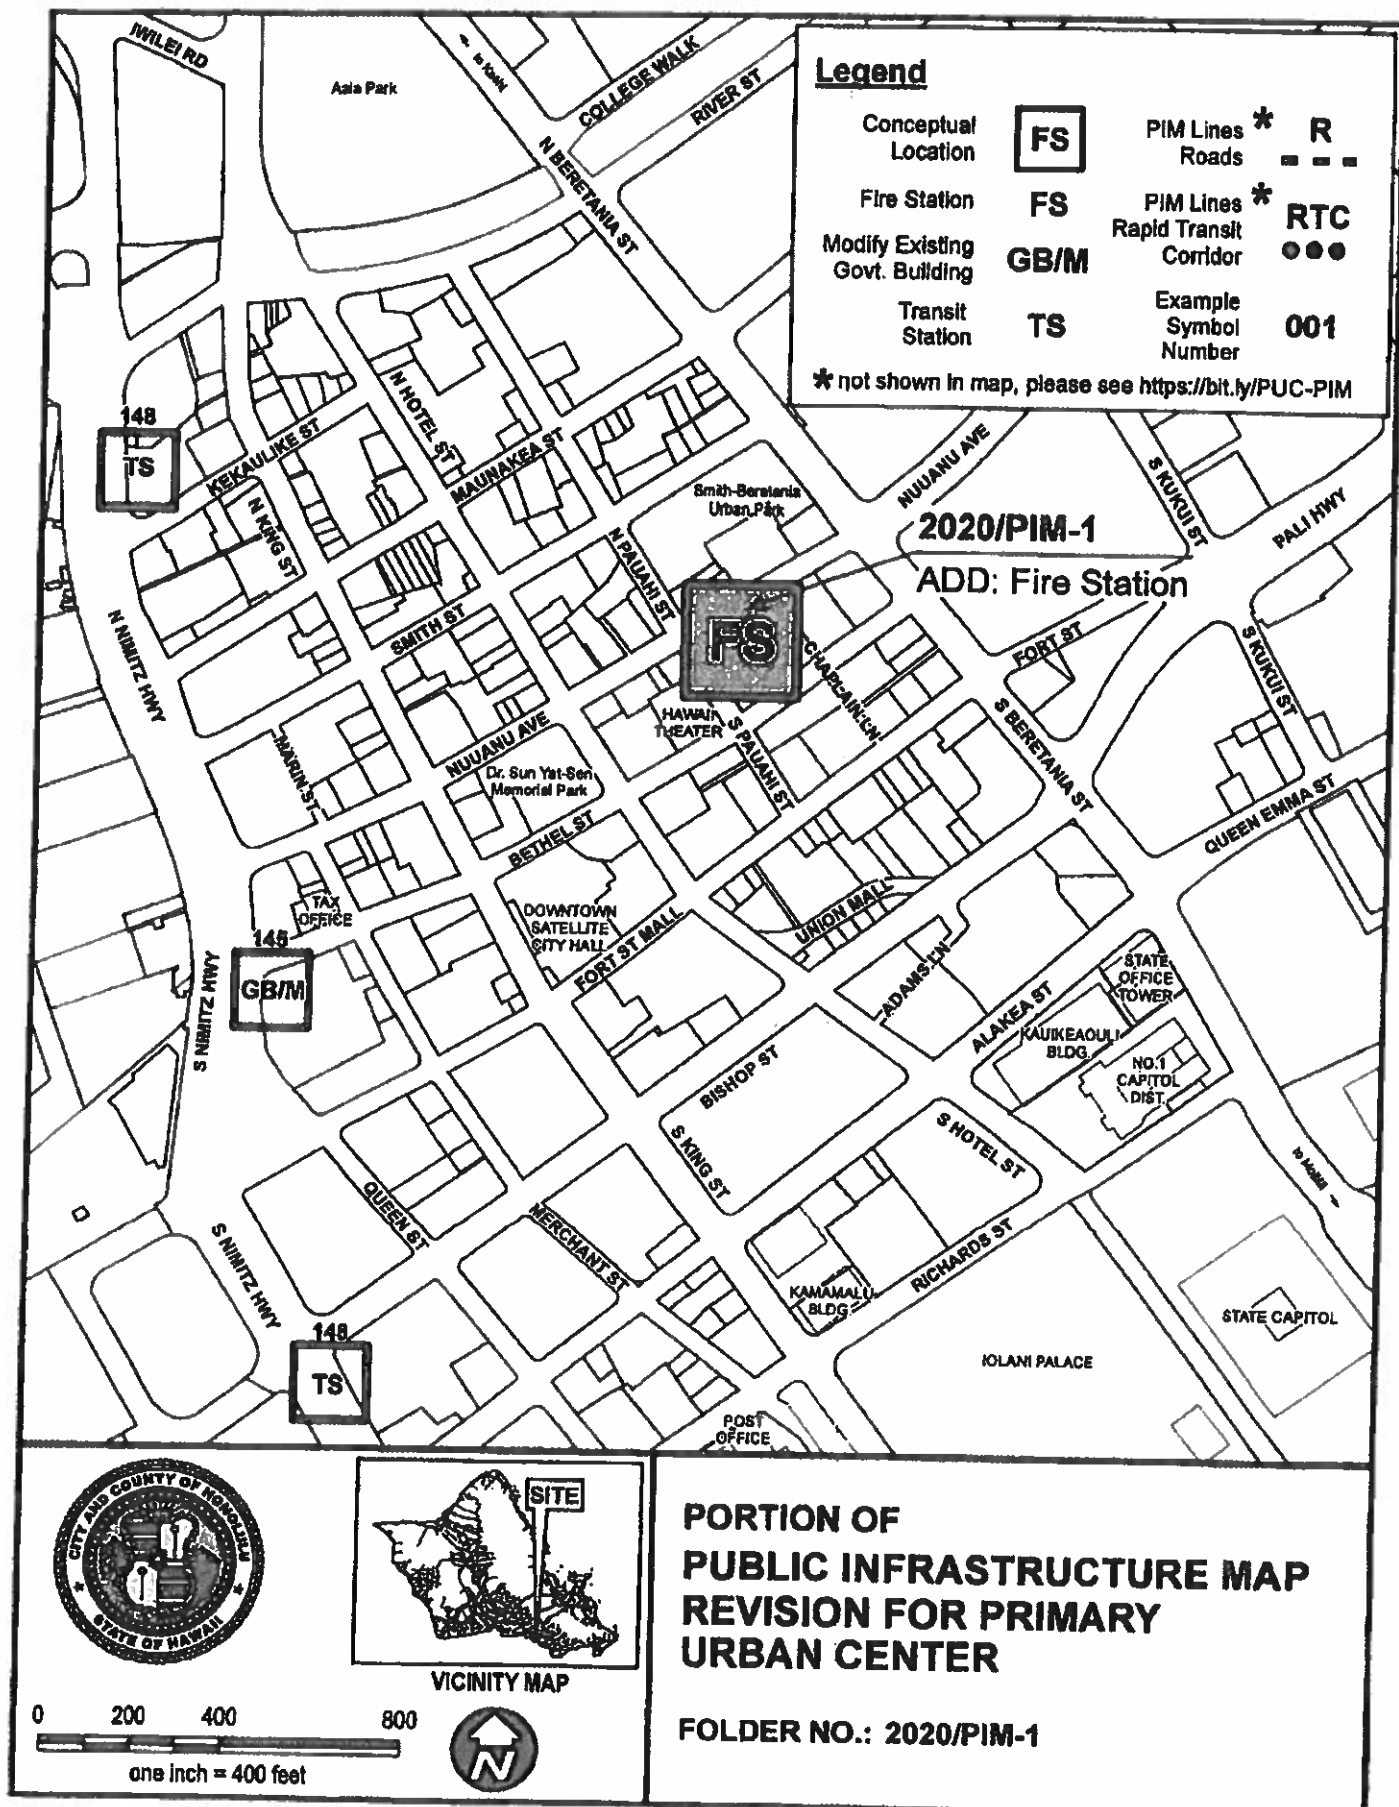 IWILEI RD
Aala Park
COLLEGE WALK
RIVER ST
N BERETANIA ST
Legend
Conceptual
Location
FS
PIM Lines * R
Roads
Fire Station
FS
PIM Lines *
Rapid Transit
Corridor
RTC
Modify Existing
Govt. Building
GB/M
Transit
Station
TS
Example
Symbol
Number
001
* not shown in map, please see https://bit.ly/PUC-PIM
148
TS
KEKAULIKE ST
N HOTEL ST
MAUNAKEA ST
N KING ST
Smith-Beretania
Urban Park
NUUANU AVE
S KUKUI ST
PALI HWY
2020/PIM-1
ADD: Fire Station
N PAUAHI ST
FS
SMITH ST
N NIMITZ HWY
CHAPLAIN LN
FORT ST
S KUKUI ST
HAWAII
THEATER
S PAUAHI ST
S BERETANIA ST
MARIN ST
NUUANU AVE
Dr. Sun Yat-Sen
Memorial Park
BETHEL ST
QUEEN EMMA ST
TAX
OFFICE
DOWNTOWN
SATELLITE
CITY HALL
FORT ST MALL
UNION MALL
GB/M
S NIMITZ HWY
ADAMS LN
ALAKEA ST
STATE
OFFICE
TOWER
KAUIKEAOULI
BLDG.
NO.1
CAPITOL
DIST.
BISHOP ST
S KING ST
S HOTEL ST
QUEEN ST
MERCHANT ST
RICHARDS ST
S NIMITZ HWY
KAMAMALU
BLDG
STATE CAPITOL
IOLANI PALACE
TS
POST
OFFICE
CITY AND COUNTY OF HONOLULU
STATE OF HAWAII
SITE
VICINITY MAP
0 200 400 800
one inch = 400 feet
N
PORTION OF
PUBLIC INFRASTRUCTURE MAP
REVISION FOR PRIMARY
URBAN CENTER
FOLDER NO.: 2020/PIM-1